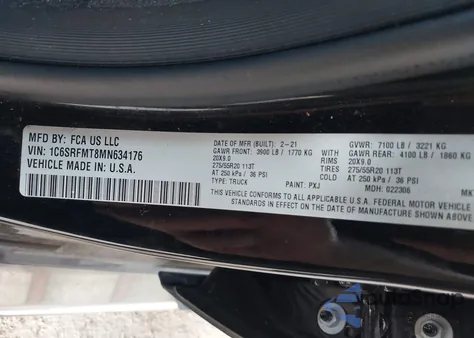 MFD BY: FCA US LLC
VIN: 1C6SRFMT8MN634176
VEHICLE MADE IN: U.S.A.
DATE OF MFR (BUILT): 2-21
GAWR FRONT: 3900 LB / 1770 KG
20X9.0
275/55R20 113T
AT 250 kPa / 36 PSI
TYPE: TRUCK
PAINT: PXJ
GVWR: 7100 LB / 3221 KG
GAWR REAR: 4100 LB / 1860 KG
RIMS 20X9.0
TIRES 275/55R20 113T
AT 250 kPa / 36 PSI
MDH: 022306
MKT
THIS VEHICLE CONFORMS TO ALL APPLICABLE U.S.A. FEDERAL MOTOR VEH
STANDARDS IN EFFECT ON THE DATE OF MANUFACTURE SHOWN ABOVE
autoShop